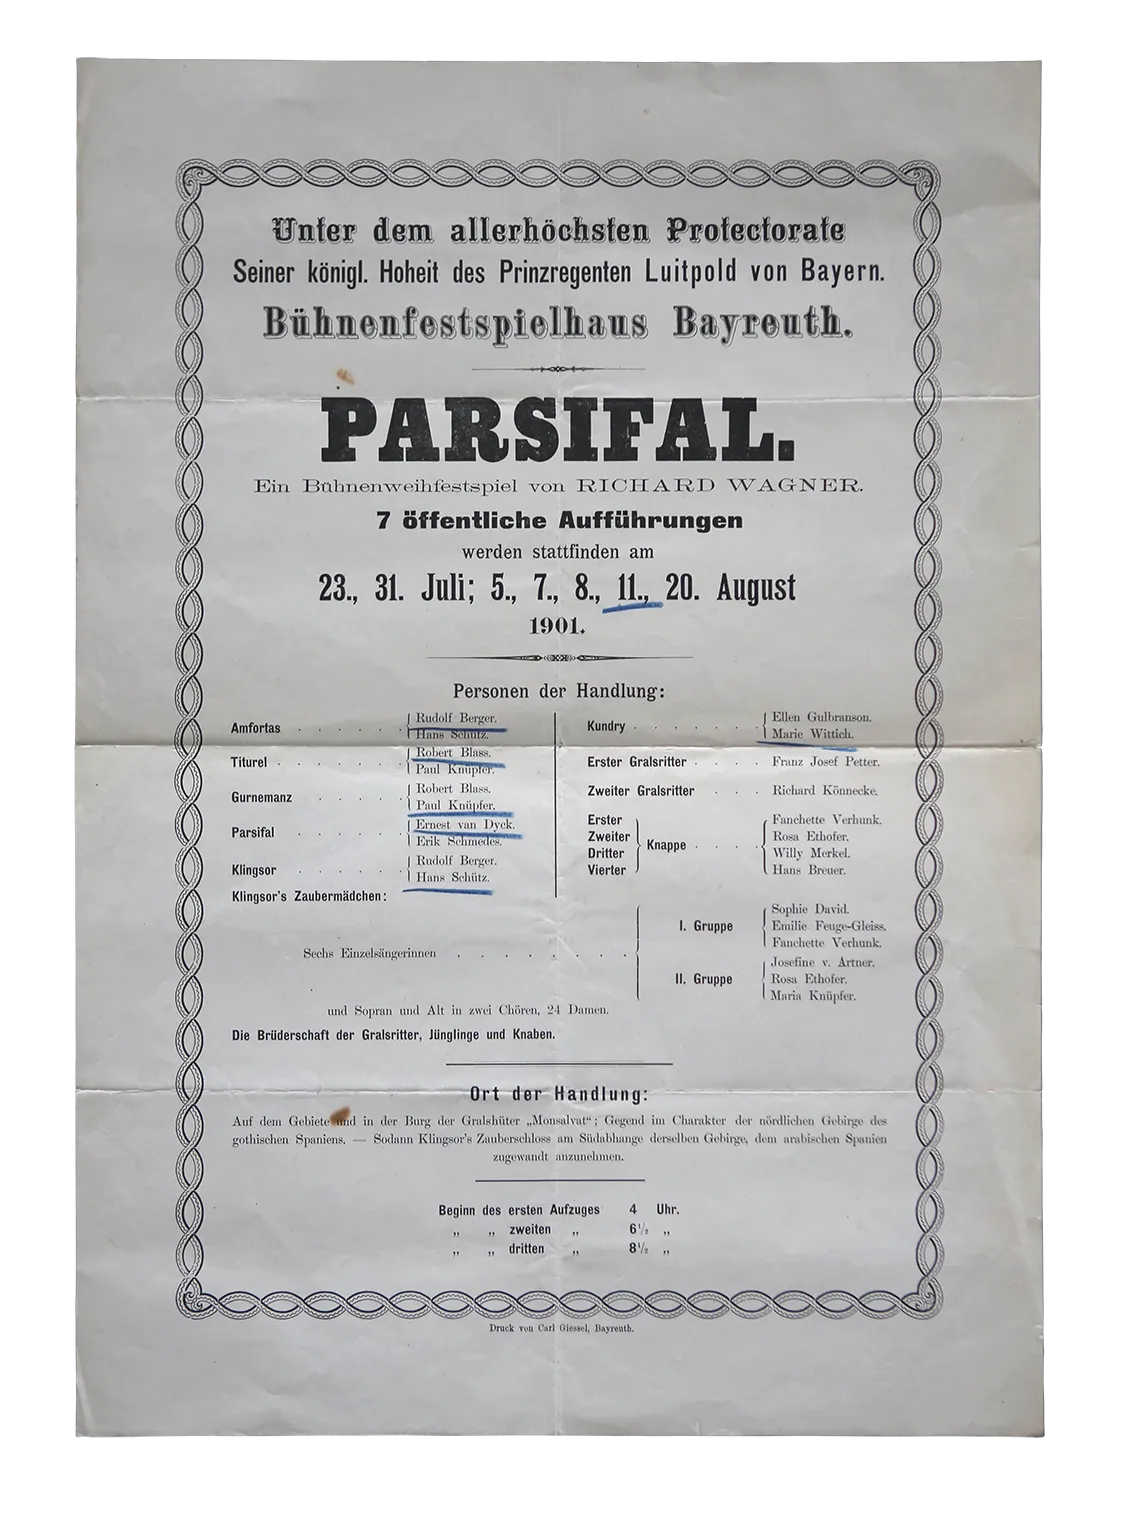 Unter dem allerhöchsten Protectorate
Seiner königl. Hoheit des Prinzregenten Luitpold von Bayern.
Bühnenfestspielhaus Bayreuth.
PARSIFAL.
Ein Bühnenweihfestspiel von RICHARD WAGNER.
7 öffentliche Aufführungen
werden stattfinden am
23., 31. Juli; 5., 7., 8., 11., 20. August
1901.
Personen der Handlung:
Amfortas . . . . . Rudolf Berger.
Hans Schütz.
Titurel . . . . . . Robert Blass.
Paul Knüpfer.
Gurnemanz . . . . Robert Blass.
Paul Knüpfer.
Parsifal . . . . . . Ernest van Dyck.
Erik Schmedes.
Klingsor . . . . . Rudolf Berger.
Hans Schütz.
Klingsor's Zaubermädchen:
Kundry . . . . . . Ellen Gulbranson.
Marie Wittich.
Erster Gralsritter . . . . Franz Josef Petter.
Zweiter Gralsritter . . . Richard Könnecke.
Erster Fanchette Verhunk.
Zweiter Rosa Ethofer.
Knappe . . . .
Dritter Willy Merkel.
Vierter Hans Breuer.
Sechs Einzelsängerinnen . . . . . . .
I. Gruppe
Sophie David.
Emilie Feuge-Gleiss.
Fanchette Verhunk.
II. Gruppe
Josefine v. Artner.
Rosa Ethofer.
Maria Knüpfer.
und Sopran und Alt in zwei Chören, 24 Damen.
Die Brüderschaft der Gralsritter, Jünglinge und Knaben.
Ort der Handlung:
Auf dem Gebiete und in der Burg der Gralshüter „Monsalvat“; Gegend im Charakter der nördlichen Gebirge des
gothischen Spaniens. — Sodann Klingsor's Zauberschloss am Südabhange derselben Gebirge, dem arabischen Spanien
zugewandt anzunehmen.
Beginn des ersten Aufzuges 4 Uhr.
„ „ zweiten „ 6½ „
„ „ dritten „ 8½ „
Druck von Carl Giessel, Bayreuth.